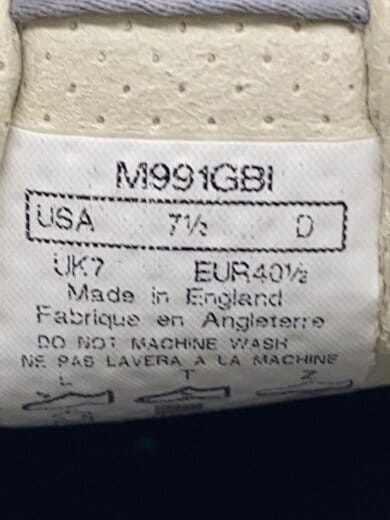 M991GBI
USA 7½ D
UK7 EUR40½
Made in England
Fabrique en Angleterre
DO NOT MACHINE WASH
NE PAS LAVERA A LA MACHINE
L T Z